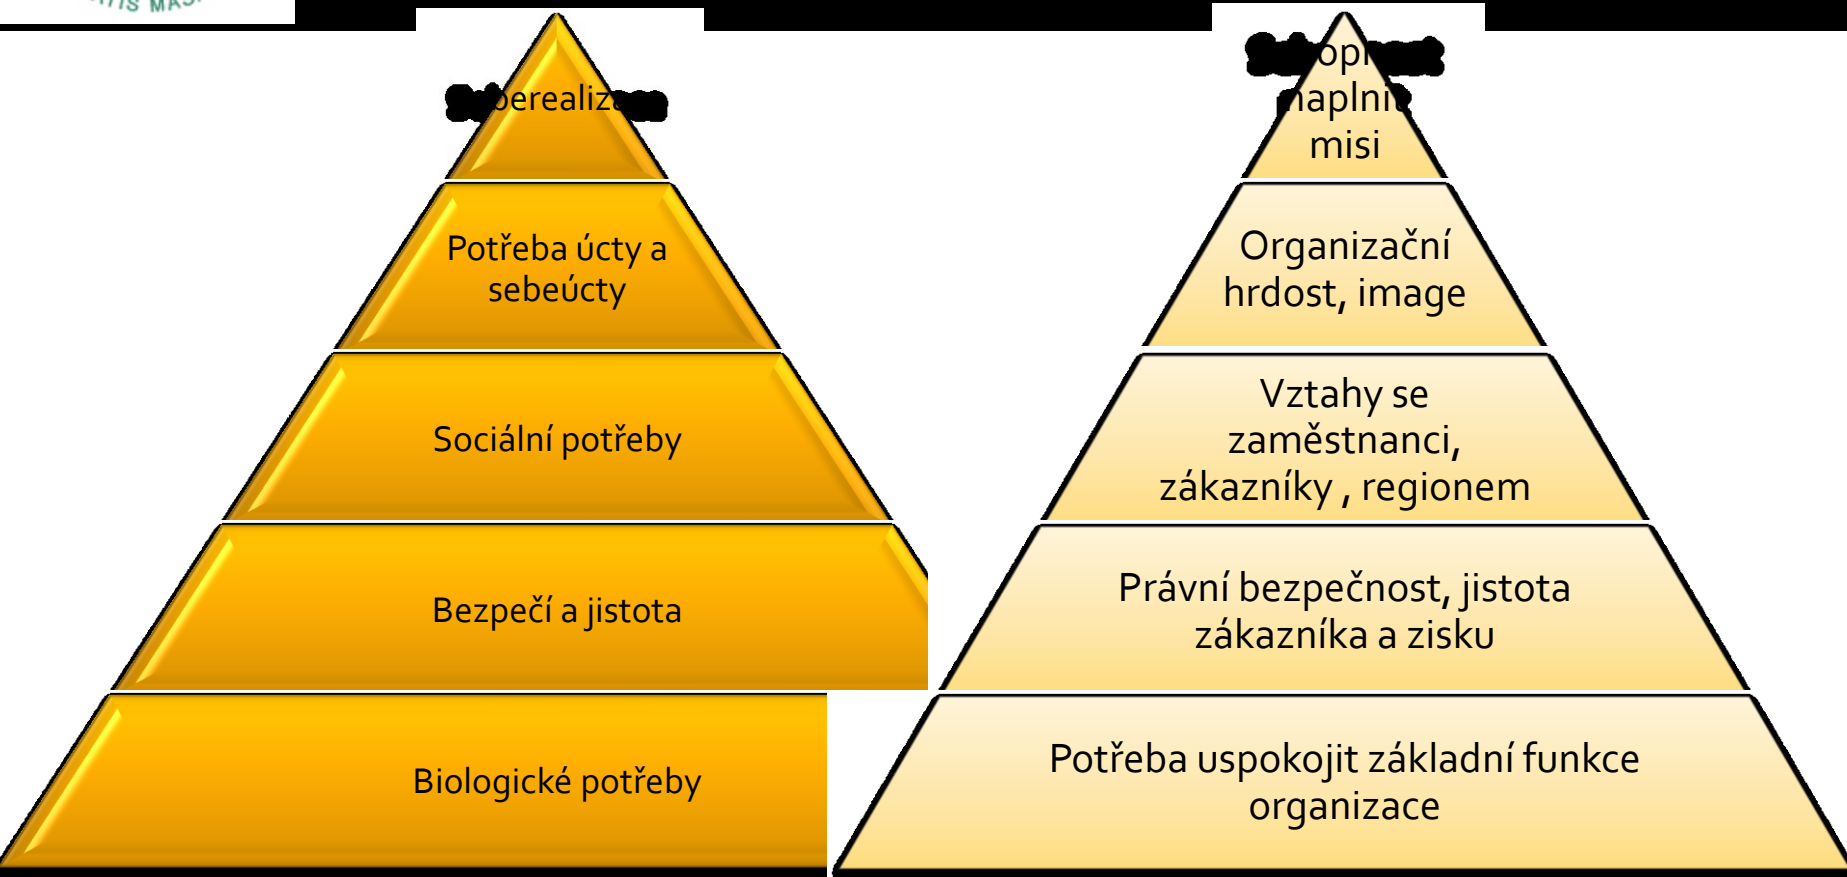 Potřeba úcty a
sebeúcty
Sociální potřeby
Bezpečí a jistota
Biologické potřeby
naplnit
misi
Organizační
hrdost, image
Vztahy se
zaměstnanci,
zákazníky , regionem
Právní bezpečnost, jistota
zákazníka a zisku
Potřeba uspokojit základní funkce
organizace